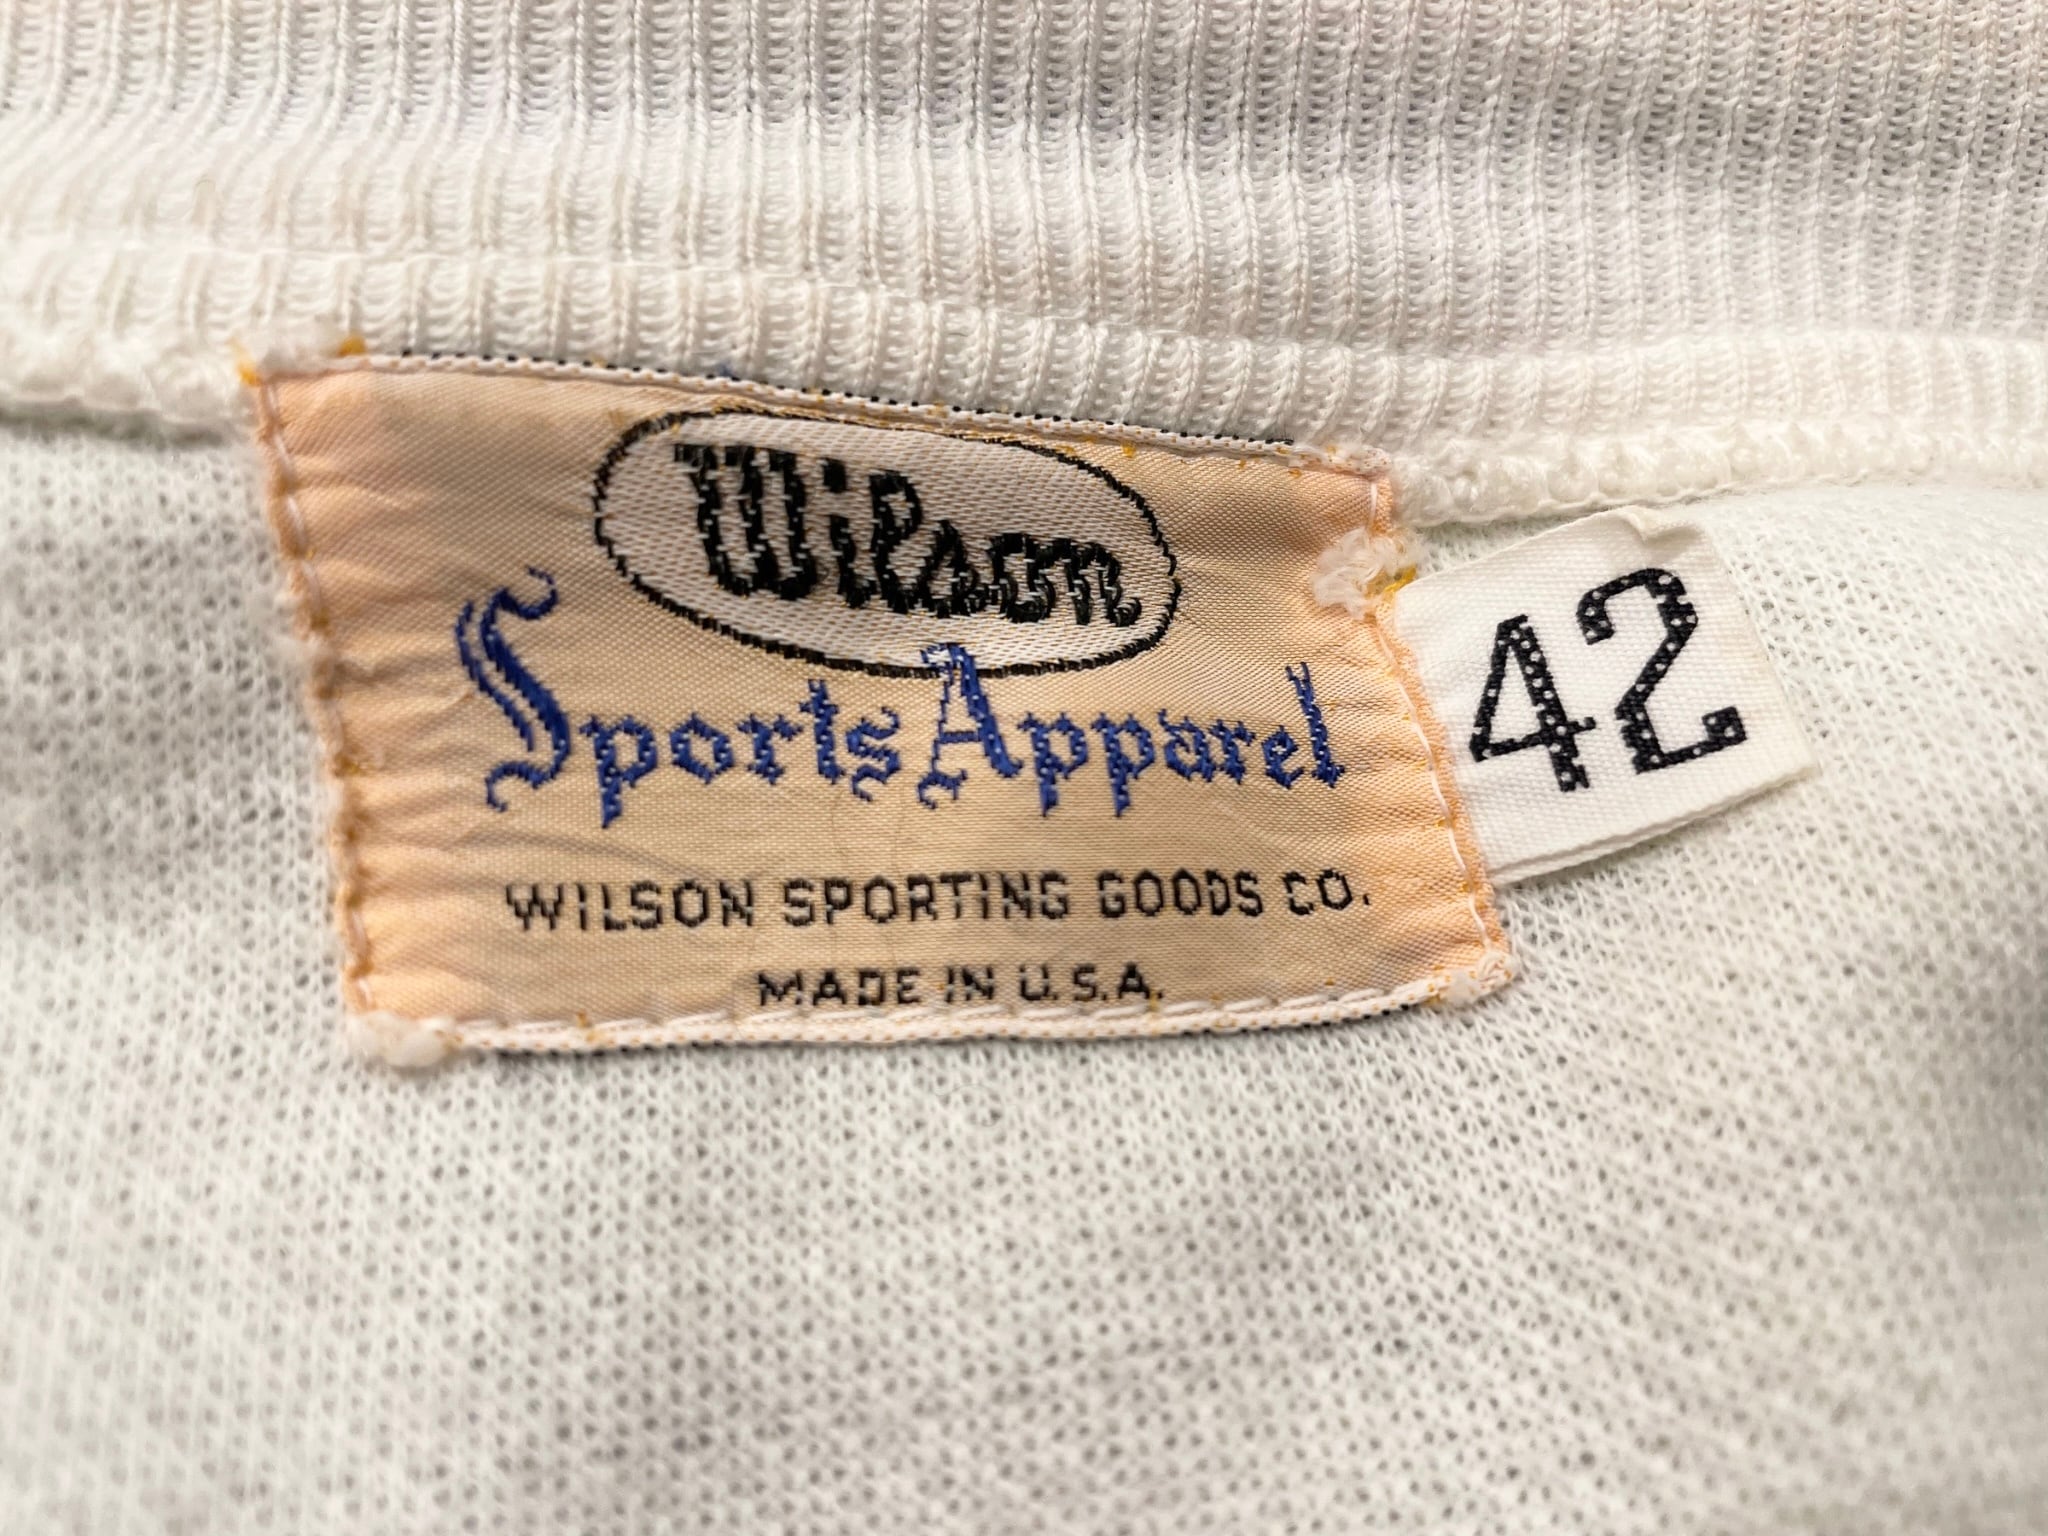 Wilson
Sports Apparel
WILSON SPORTING GOODS CO.
MADE IN U.S.A.
42